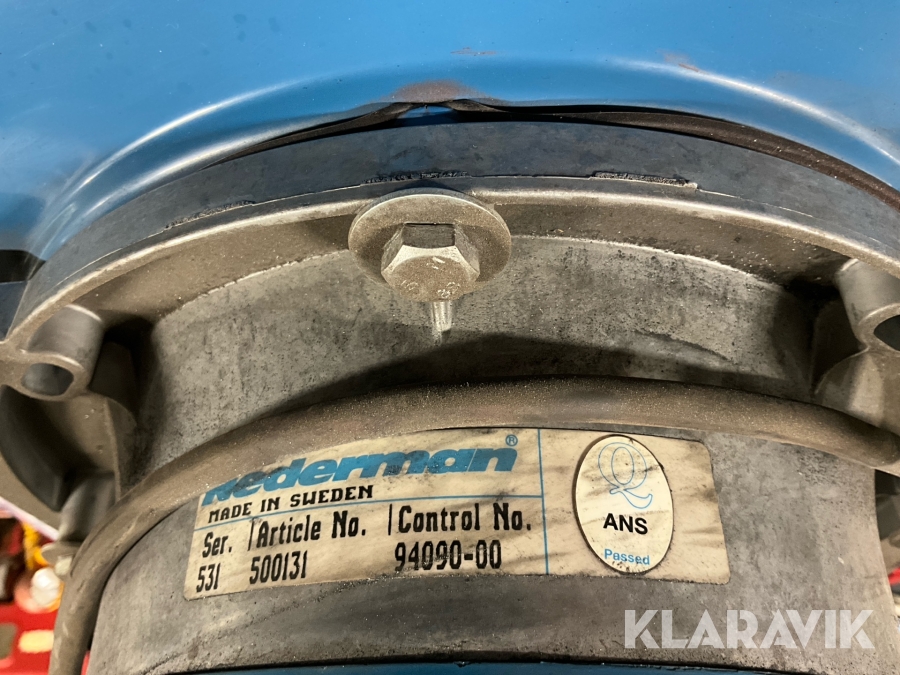 Nederman®
MADE IN SWEDEN
Ser. Article No. Control No.
531 500131 94090-00
Q
ANS
Passed
KLARAVIK